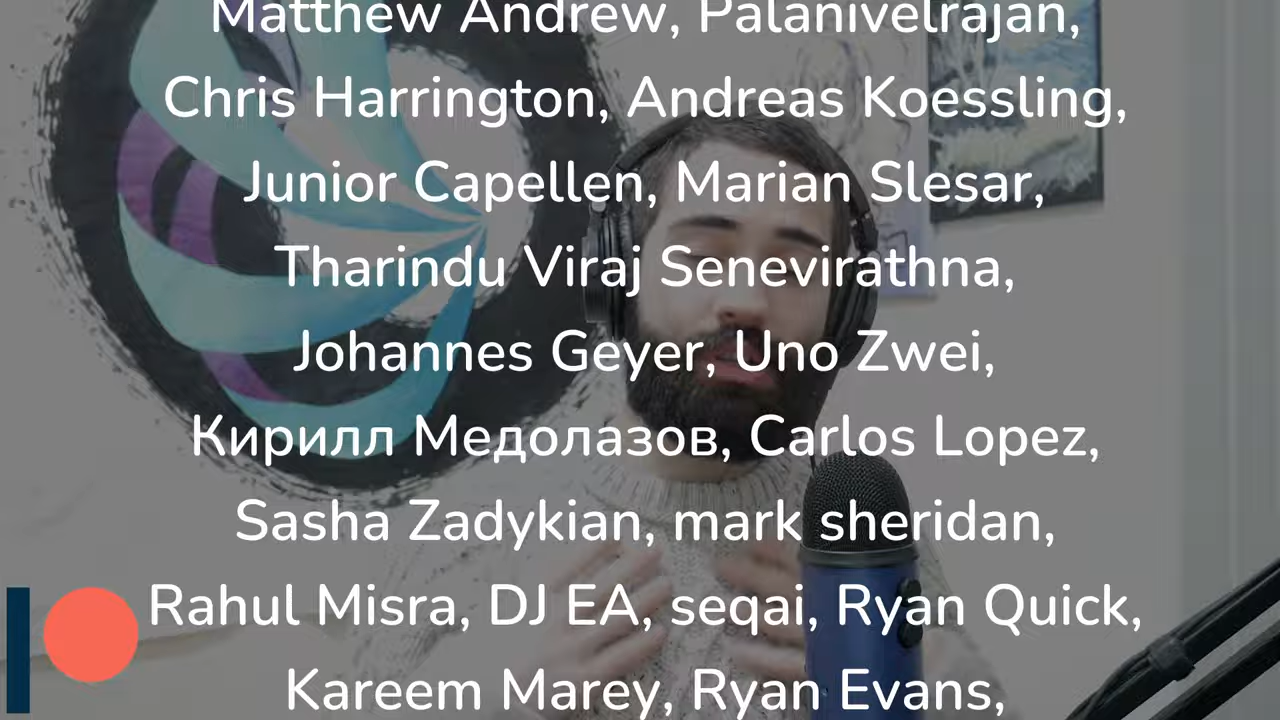 Matthew Andrew, Palanivelrajan,
Chris Harrington, Andreas Koessling,
Junior Capellen, Marian Slesar,
Tharindu Viraj Senevirathna,
Johannes Geyer, Uno Zwei,
Кирилл Медолазов, Carlos Lopez,
Sasha Zadykian, mark sheridan,
Rahul Misra, DJ EA, seqai, Ryan Quick,
Kareem Marey, Ryan Evans,